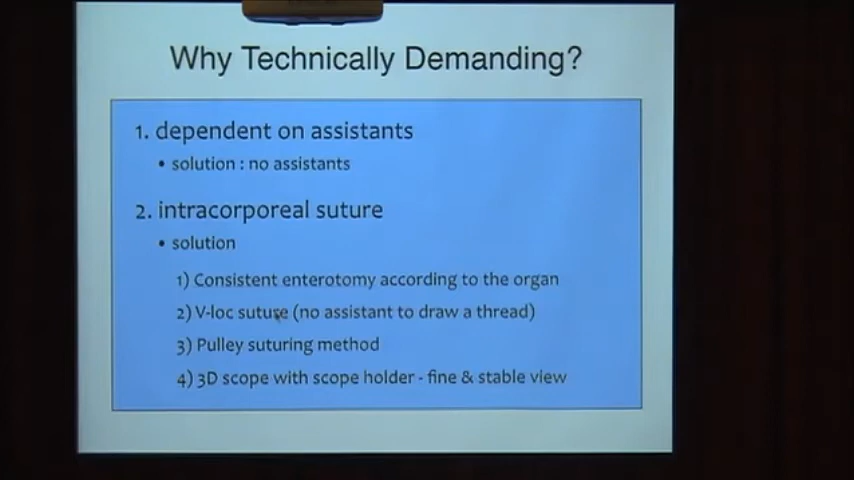 Why Technically Demanding?
1. dependent on assistants
• solution : no assistants
2. intracorporeal suture
• solution
1) Consistent enterotomy according to the organ
2) V-loc suture (no assistant to draw a thread)
3) Pulley suturing method
4) 3D scope with scope holder - fine & stable view